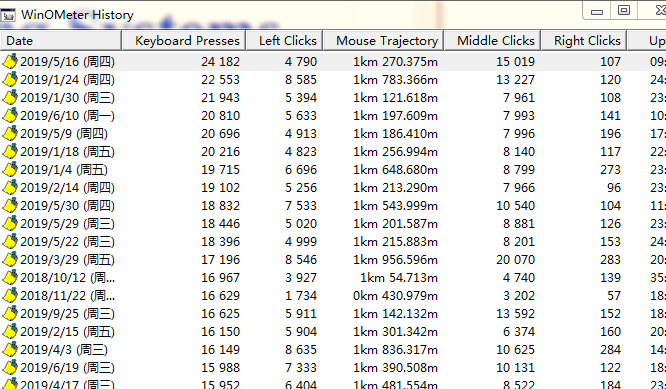 WinOMeter History
Date Keyboard Presses Left Clicks Mouse Trajectory Middle Clicks Right Clicks Up
2019/5/16 (周四) 24 182 4 790 1km 270.375m 15 019 107 09:
2019/1/24 (周四) 22 553 8 585 1km 783.366m 13 227 120 24:
2019/1/30 (周三) 21 943 5 394 1km 121.618m 7 961 108 23:
2019/6/10 (周一) 20 810 5 633 1km 197.609m 7 993 141 10:
2019/5/9 (周四) 20 696 4 913 1km 186.410m 7 996 196 17:
2019/1/18 (周五) 20 216 4 823 1km 256.994m 8 140 117 22:
2019/1/4 (周五) 19 715 6 696 1km 648.680m 8 799 273 23:
2019/2/14 (周四) 19 102 5 256 1km 213.290m 7 966 96 23:
2019/5/30 (周四) 18 832 7 533 1km 543.999m 10 540 104 11:
2019/5/29 (周三) 18 446 5 020 1km 201.587m 8 881 126 23:
2019/5/22 (周三) 18 396 4 999 1km 215.883m 8 201 153 24:
2019/3/29 (周五) 17 196 8 546 1km 956.596m 20 070 283 20:
2018/10/12 (周... 16 967 3 927 1km 54.713m 4 740 139 35:
2018/11/22 (周... 16 629 1 734 0km 430.979m 3 202 57 18:
2019/9/25 (周三) 16 625 5 911 1km 142.132m 13 592 152 18:
2019/2/15 (周五) 16 150 5 904 1km 301.342m 6 374 160 20:
2019/4/3 (周三) 16 149 8 635 1km 836.317m 10 625 284 14:
2019/6/19 (周三) 15 988 7 333 1km 390.508m 10 131 122 18:
2019/4/17 (周三) 15 952 6 404 1km 481.554m 8 522 184 23: